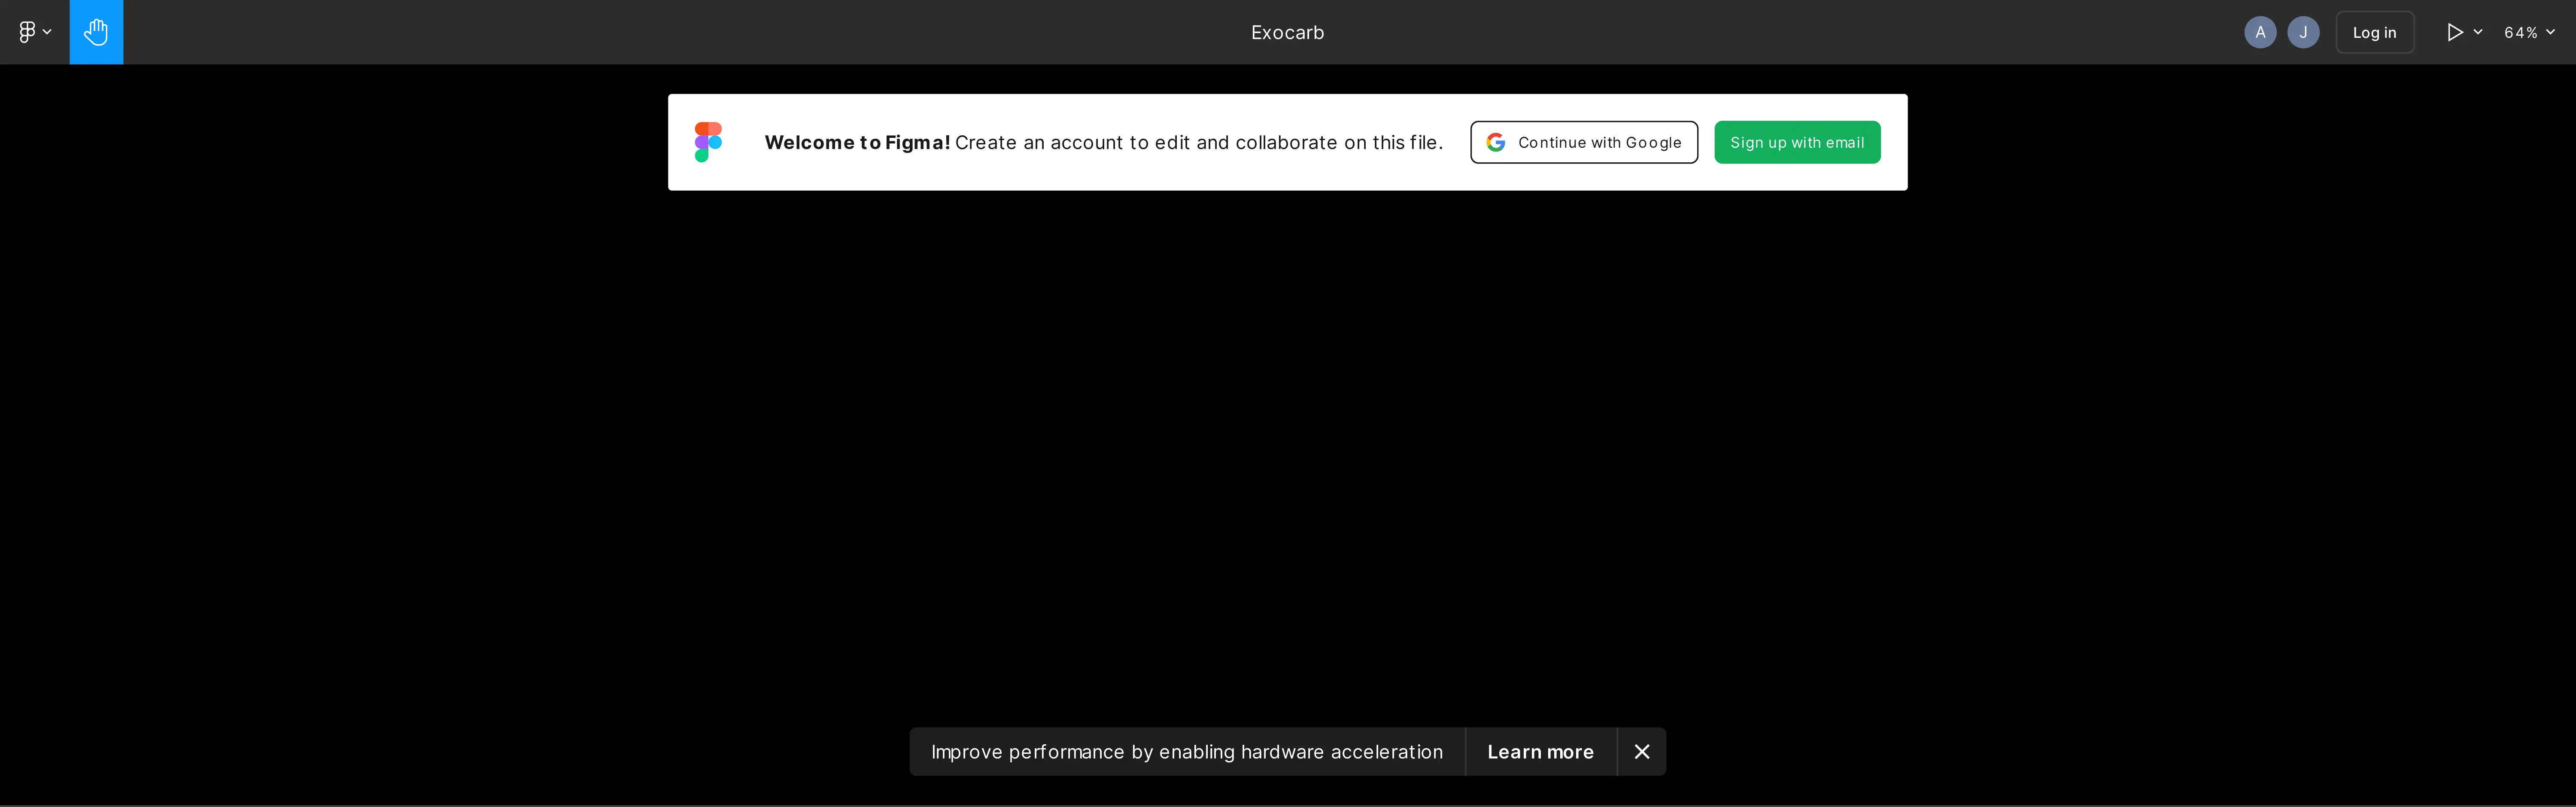 Exocarb
A
J
Log in
64%
Welcome to Figma! Create an account to edit and collaborate on this file.
Continue with Google
Sign up with email
Improve performance by enabling hardware acceleration
Learn more